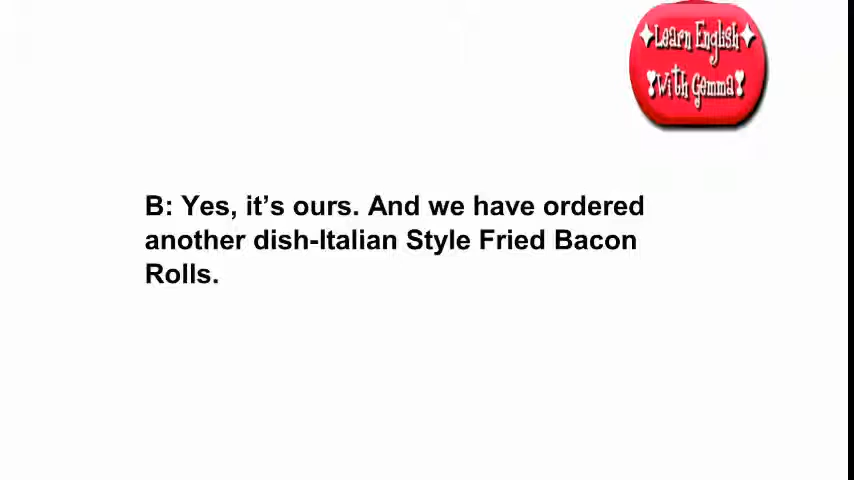 Learn English
With Gemma
B: Yes, it’s ours. And we have ordered
another dish-Italian Style Fried Bacon
Rolls.